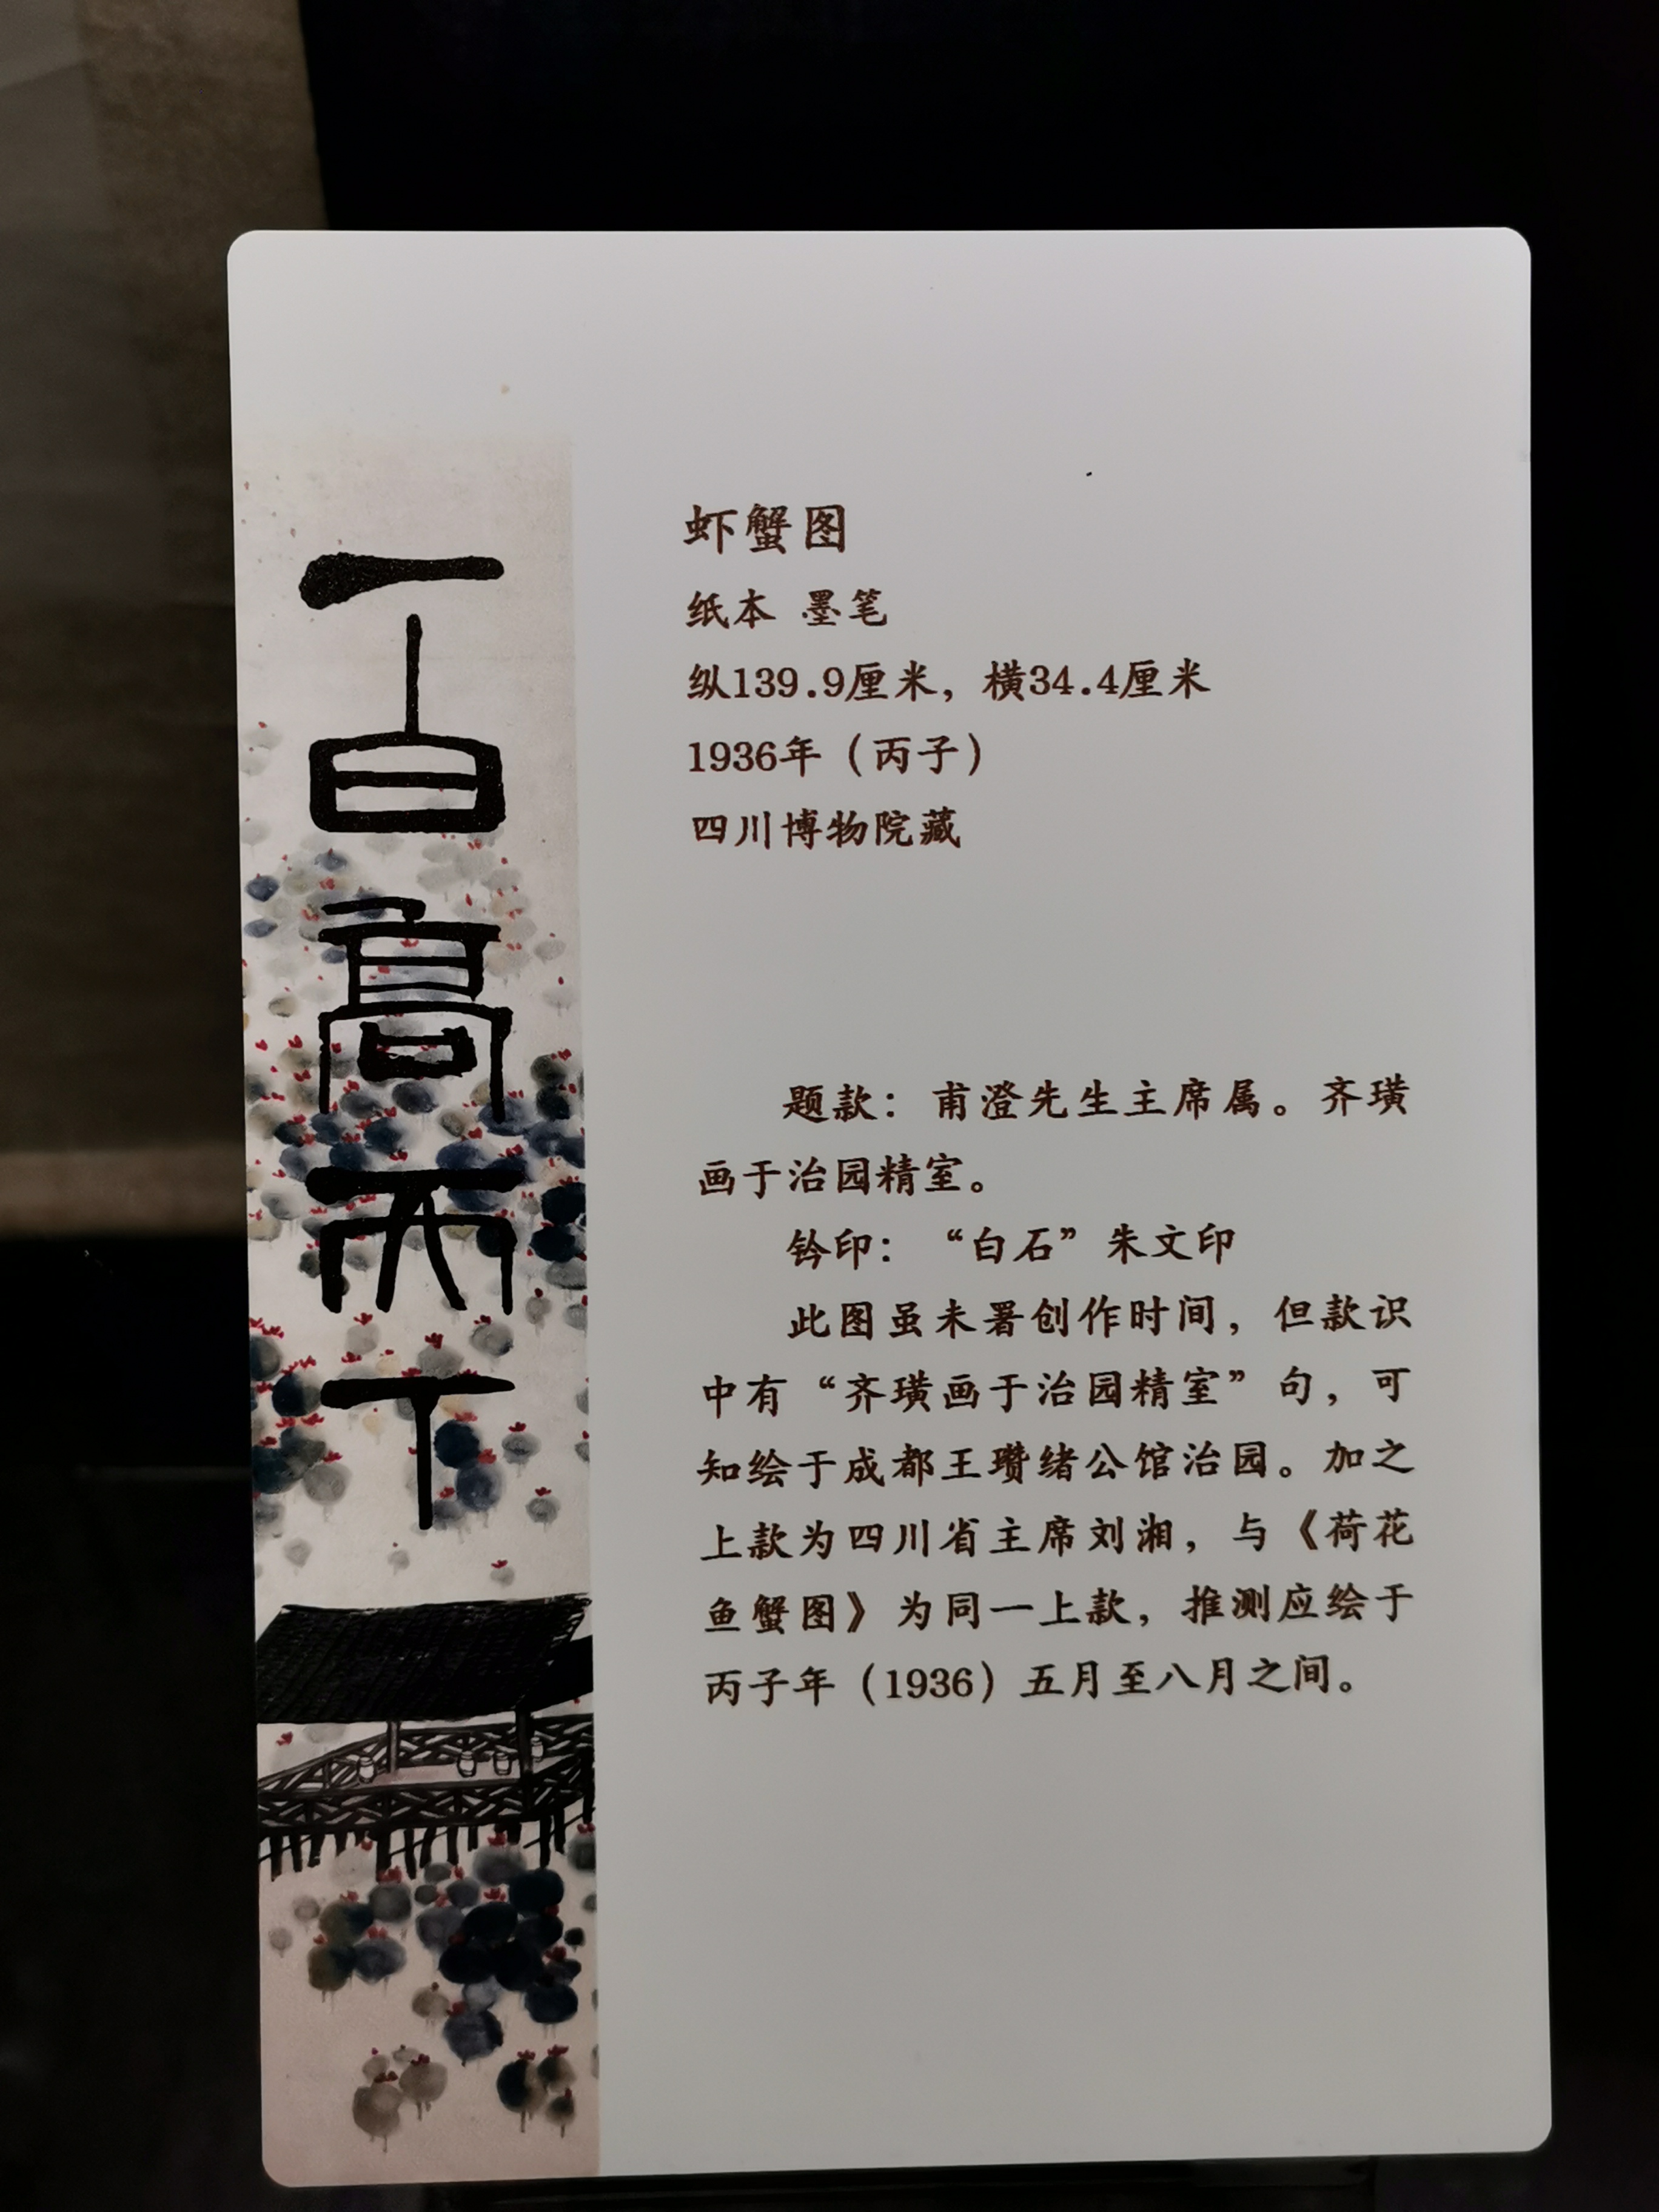 一白高天下
虾蟹图
纸本 墨笔
纵139.9厘米，横34.4厘米
1936年（丙子）
四川博物院藏
题款：甫澄先生主席属。齐璜
画于治园精室。
钤印：“白石”朱文印
此图虽未署创作时间，但款识
中有“齐璜画于治园精室”句，可
知绘于成都王瓒绪公馆治园。加之
上款为四川省主席刘湘，与《荷花
鱼蟹图》为同一上款，推测应绘于
丙子年（1936）五月至八月之间。